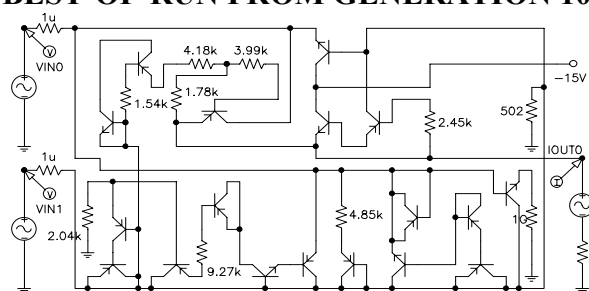 BEST-OF-RUN FROM GENERATION 10
1u
V
VIN0
4.18k
3.99k
1.54k
1.78k
-15V
502
2.45k
IOUT0
I
1u
V
VIN1
2.04k
9.27k
4.85k